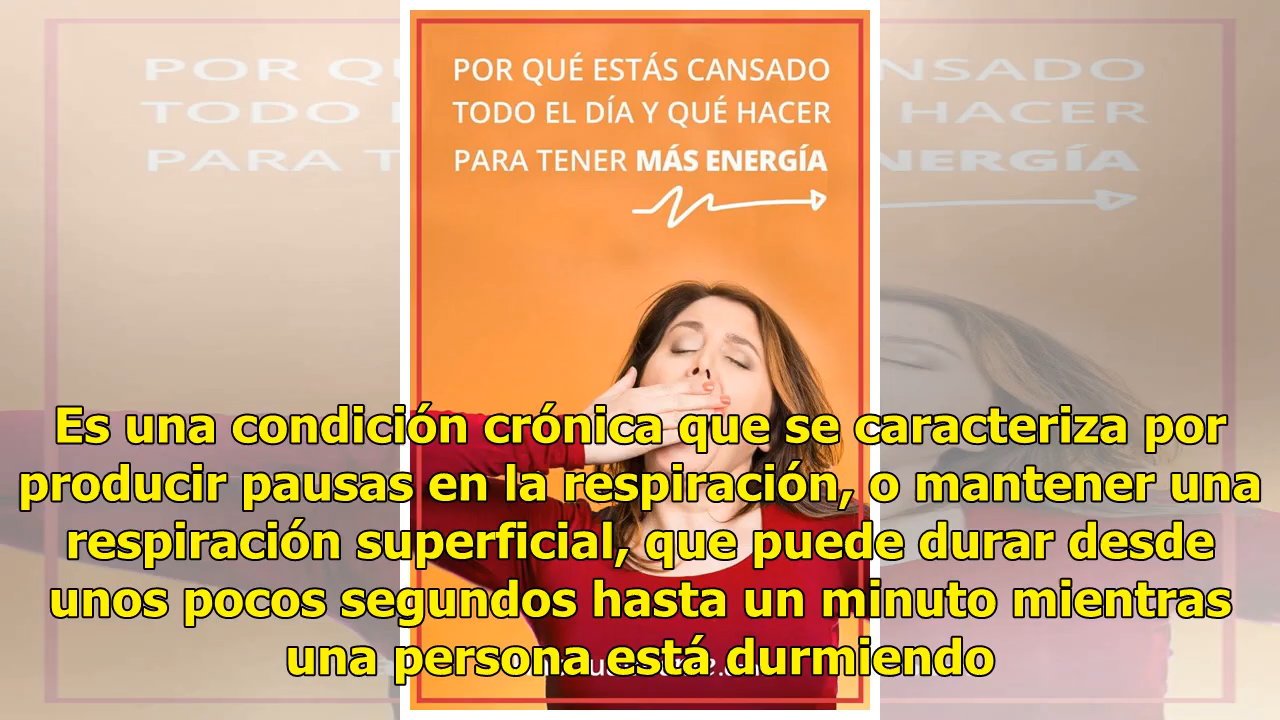 POR QUÉ ESTÁS CANSADO
TODO EL DÍA Y QUÉ HACER
PARA TENER MÁS ENERGÍA
Es una condición crónica que se caracteriza por
producir pausas en la respiración, o mantener una
respiración superficial, que puede durar desde
unos pocos segundos hasta un minuto mientras
una persona está durmiendo